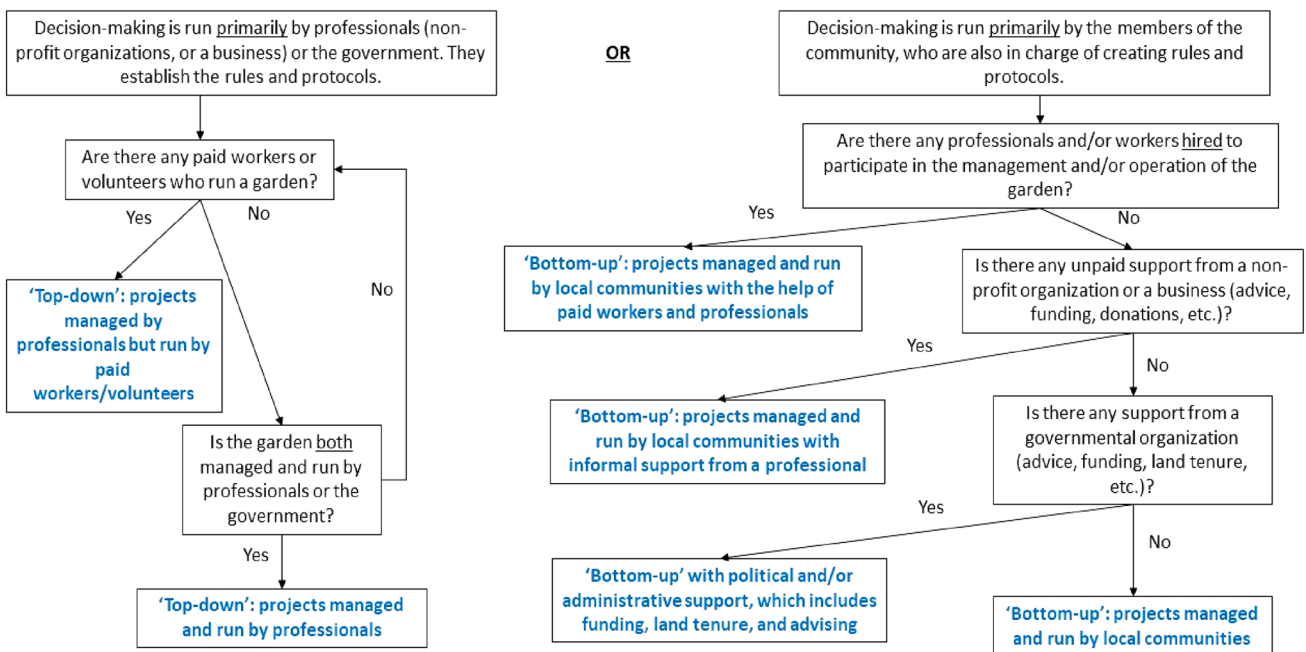 Decision-making is run primarily by professionals (non-
profit organizations, or a business) or the government. They
establish the rules and protocols.
OR
Decision-making is run primarily by the members of the
community, who are also in charge of creating rules and
protocols.
Are there any paid workers or
volunteers who run a garden?
Yes
No
No
‘Top-down’: projects
managed by
professionals but run by
paid
workers/volunteers
Is the garden both
managed and run by
professionals or the
government?
Yes
‘Top-down’: projects managed
and run by professionals
Are there any professionals and/or workers hired to
participate in the management and/or operation of the
garden?
Yes
No
‘Bottom-up’: projects managed and run
by local communities with the help of
paid workers and professionals
Is there any unpaid support from a non-
profit organization or a business (advice,
funding, donations, etc.)?
Yes
No
‘Bottom-up’: projects managed and
run by local communities with
informal support from a professional
Is there any support from a
governmental organization
(advice, funding, land tenure,
etc.)?
Yes
No
‘Bottom-up’ with political and/or
administrative support, which includes
funding, land tenure, and advising
‘Bottom-up’: projects managed
and run by local communities